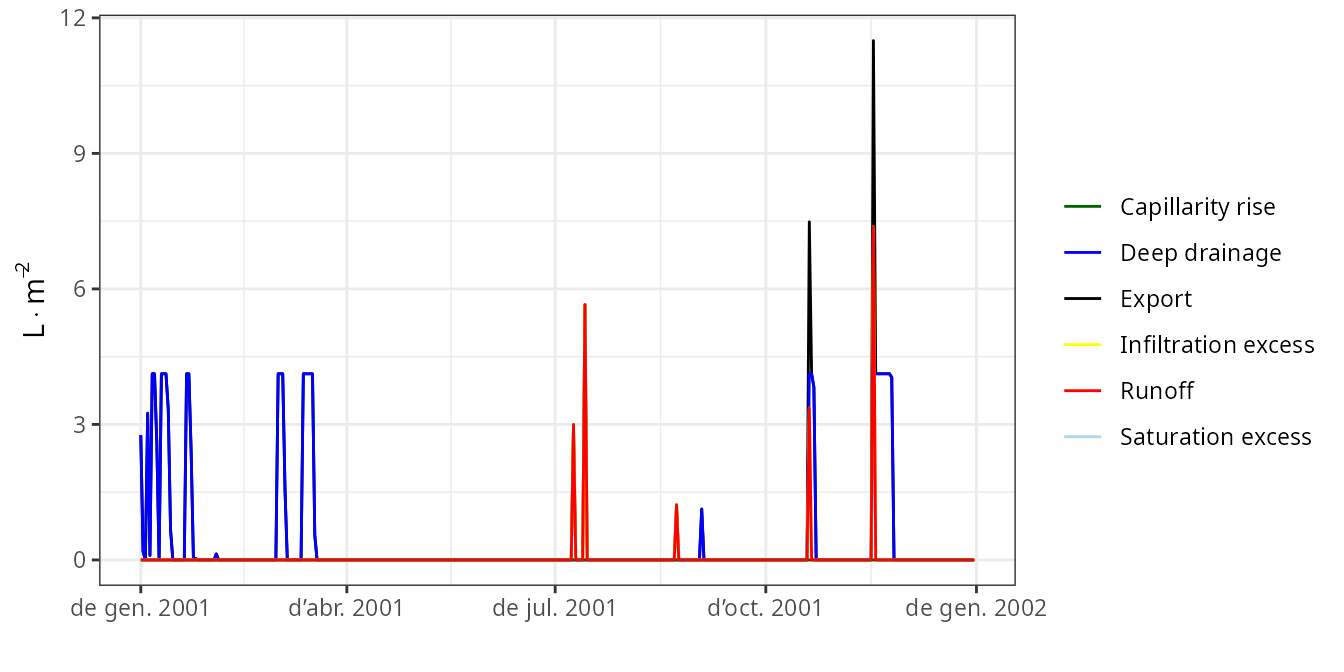 12
9
6
3
0
L · m⁻²
de gen. 2001
d’abr. 2001
de jul. 2001
d’oct. 2001
de gen. 2002
Capillarity rise
Deep drainage
Export
Infiltration excess
Runoff
Saturation excess